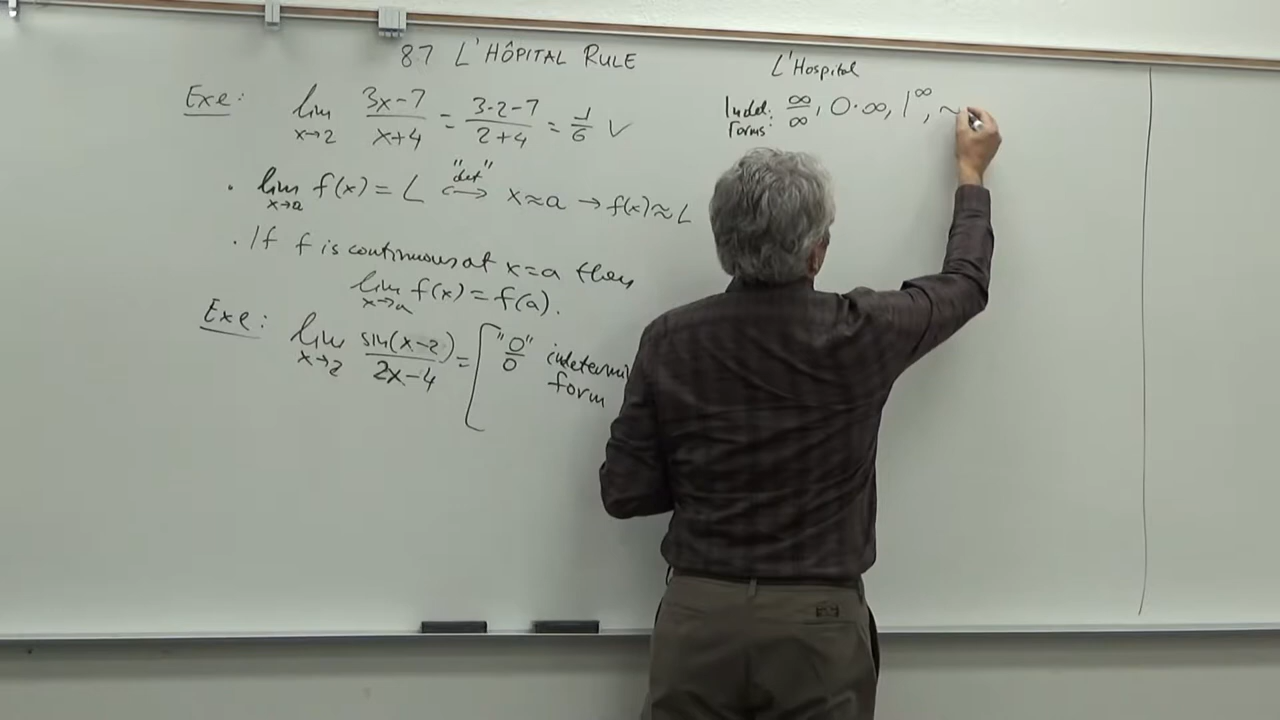 8.7 L'HÔPITAL RULE
Exe: lim x→2 3x-7/x+4 = 3·2-7/2+4 = -1/6 √
· lim x→a f(x) = L "def" ⟷ x≈a → f(x)≈L
· If f is continuous at x=a then
lim x→a f(x) = f(a).
Exe: lim x→2 sin(x-2)/2x-4 = [ "0/0" indetermi
form
L'Hospital
Indet. ∞/∞, 0·∞, 1^∞,
forms: